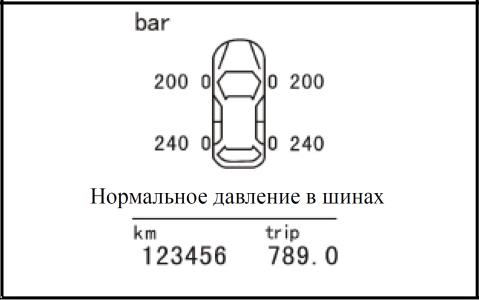 bar
200 0 0 200
240 0 0 240
Нормальное давление в шинах
km trip
123456 789.0